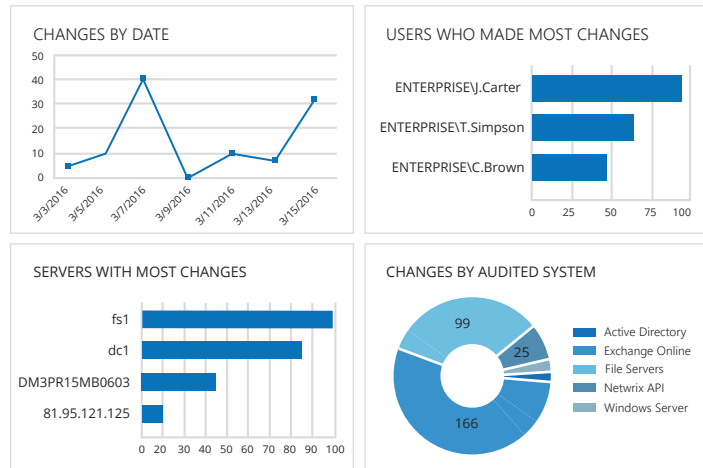 CHANGES BY DATE
50
40
30
20
10
0
3/3/2016
3/5/2016
3/7/2016
3/9/2016
3/11/2016
3/13/2016
3/15/2016
USERS WHO MADE MOST CHANGES
ENTERPRISE\J.Carter
ENTERPRISE\T.Simpson
ENTERPRISE\C.Brown
0 25 50 75 100
SERVERS WITH MOST CHANGES
fs1
dc1
DM3PR15MB0603
81.95.121.125
0 20 30 40 50 60 70 80 90 100
CHANGES BY AUDITED SYSTEM
99
25
166
Active Directory
Exchange Online
File Servers
Netwrix API
Windows Server